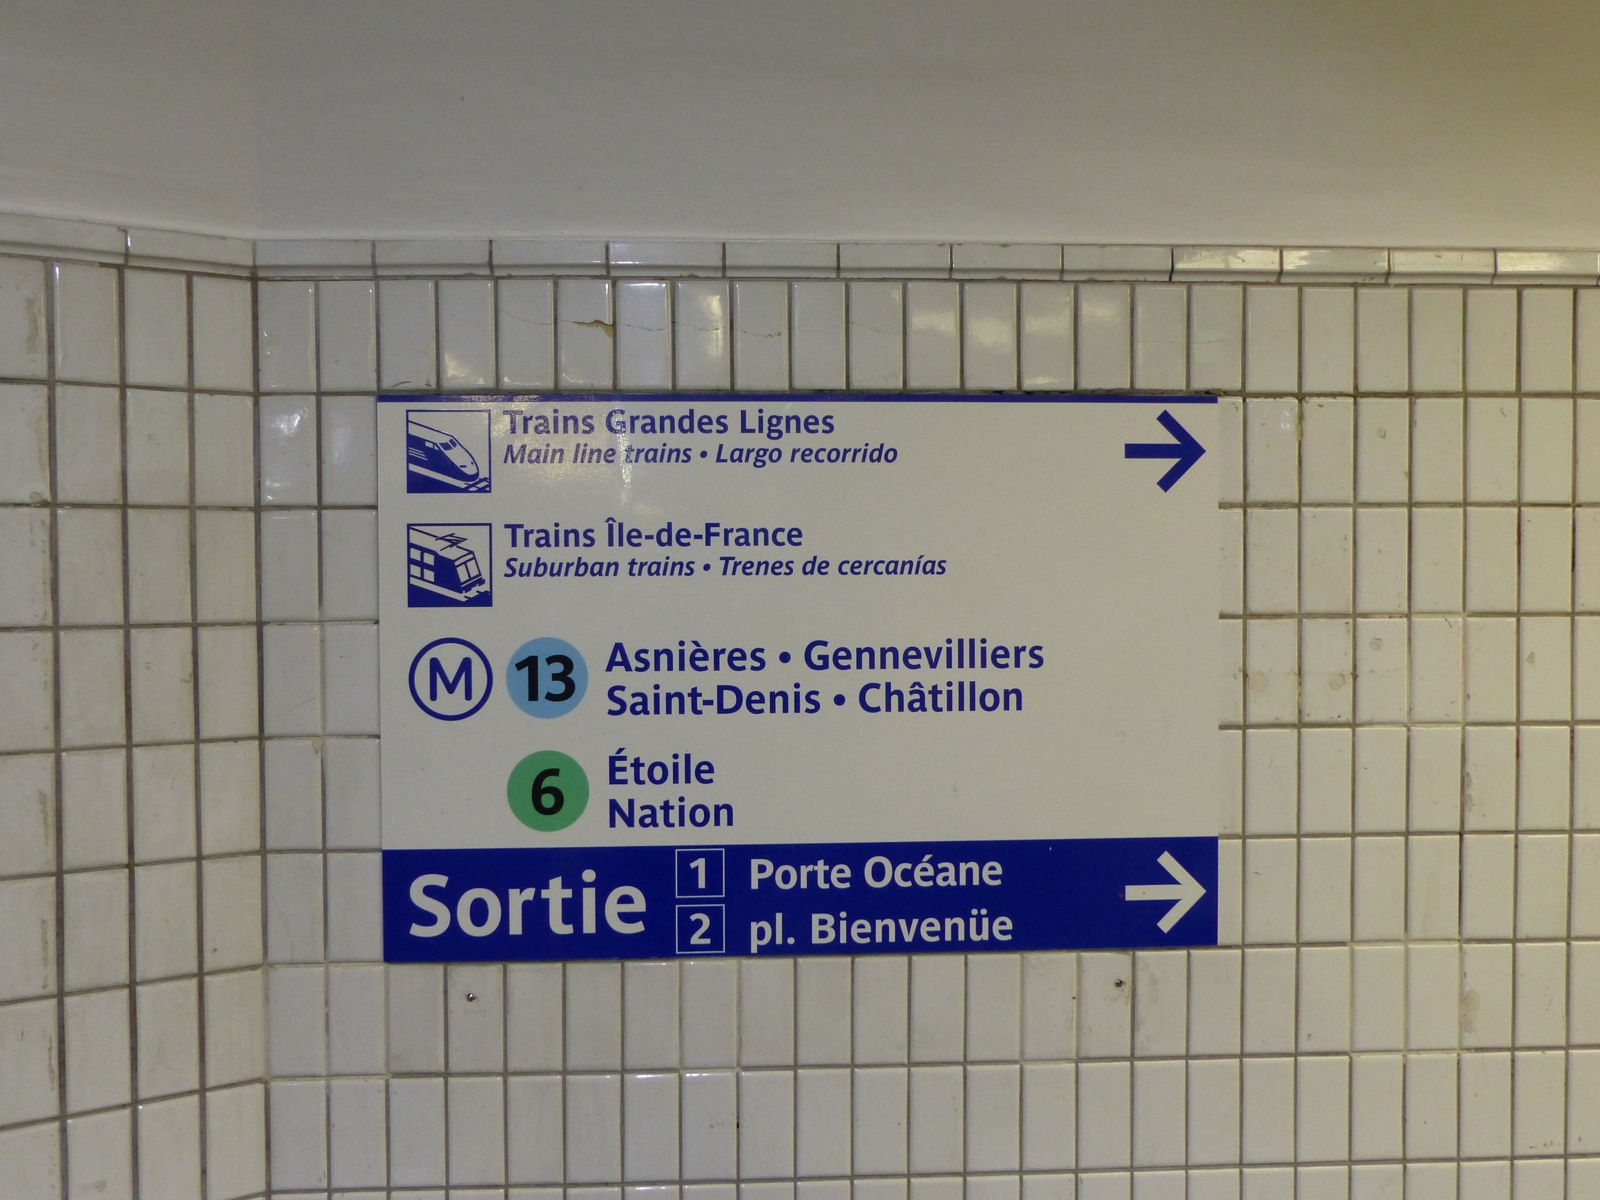 Trains Grandes Lignes
Main line trains • Largo recorrido
Trains Île-de-France
Suburban trains • Trenes de cercanías
M 13 Asnières • Gennevilliers
Saint-Denis • Châtillon
6 Étoile
Nation
Sortie
1 Porte Océane
2 pl. Bienvenüe